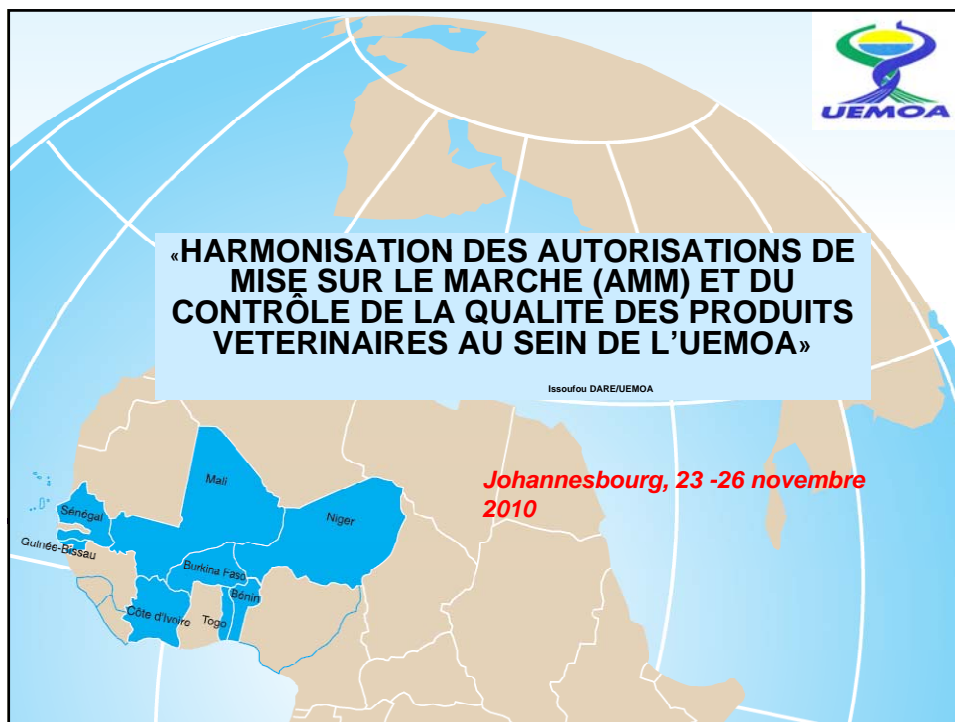 UEMOA
«HARMONISATION DES AUTORISATIONS DE
MISE SUR LE MARCHE (AMM) ET DU
CONTRÔLE DE LA QUALITE DES PRODUITS
VETERINAIRES AU SEIN DE L'UEMOA»
Issoufou DARE/UEMOA
Johannesbourg, 23 -26 novembre
2010
Mali
Sénégal
Niger
Guinée-Bissau
Burkina Faso
Bénin
Côte d'Ivoire
Togo